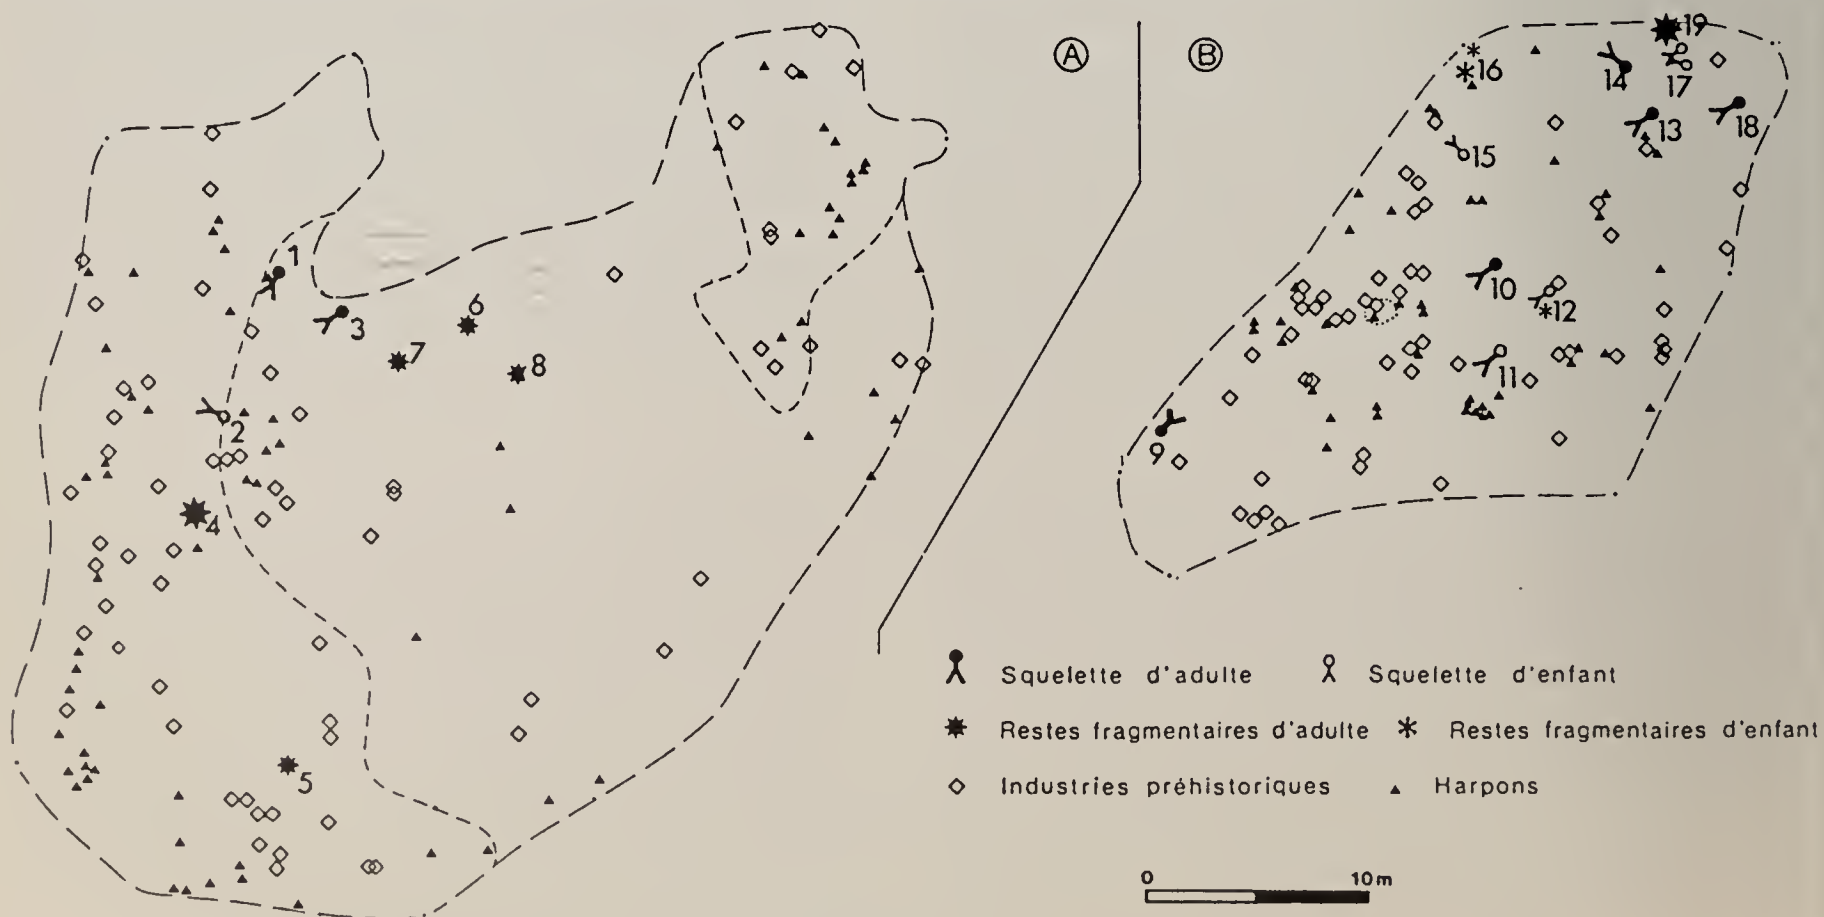 A
B
1
2
3
4
5
6
7
8
9
10
11
12
13
14
15
16
17
18
19
Squelette d'adulte
Squelette d'enfant
Restes fragmentaires d'adulte
Restes fragmentaires d'enfant
Industries préhistoriques
Harpons
0 10m